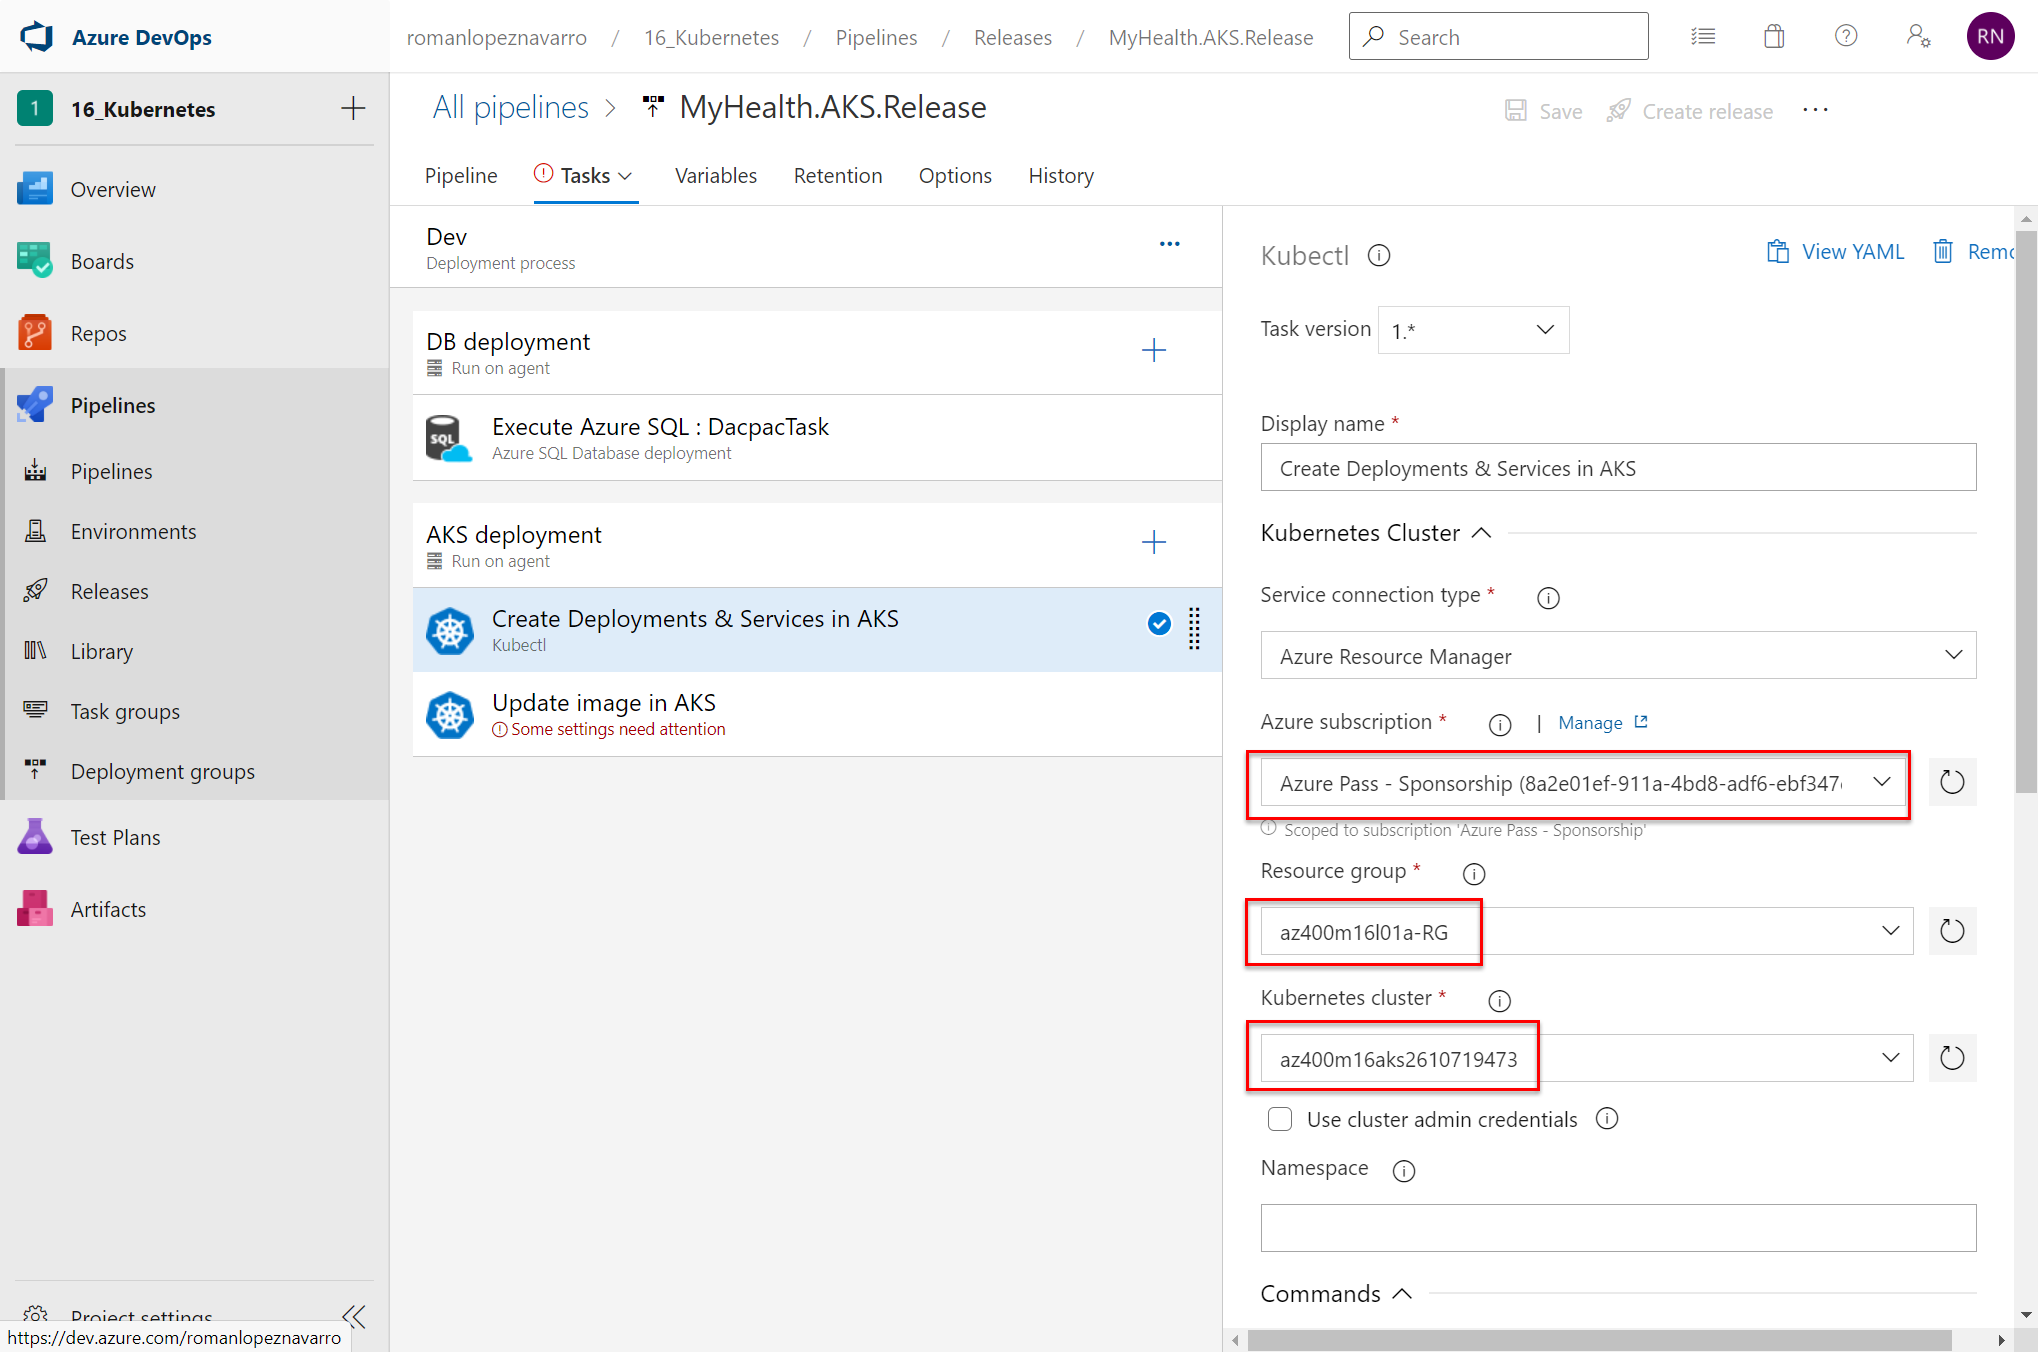 Azure DevOps
romanlopeznavarro / 16_Kubernetes / Pipelines / Releases / MyHealth.AKS.Release
Search
RN
1 16_Kubernetes
Overview
Boards
Repos
Pipelines
Pipelines
Environments
Releases
Library
Task groups
Deployment groups
Test Plans
Artifacts
Project settings
https://dev.azure.com/romanlopeznavarro
All pipelines > MyHealth.AKS.Release
Save Create release ...
Pipeline Tasks Variables Retention Options History
Dev
Deployment process
DB deployment
Run on agent
SQL
Execute Azure SQL : DacpacTask
Azure SQL Database deployment
AKS deployment
Run on agent
Create Deployments & Services in AKS
Kubectl
Update image in AKS
Some settings need attention
Kubectl
View YAML
Remo
Task version 1.*
Display name *
Create Deployments & Services in AKS
Kubernetes Cluster
Service connection type *
Azure Resource Manager
Azure subscription * | Manage
Azure Pass - Sponsorship (8a2e01ef-911a-4bd8-adf6-ebf347
Scoped to subscription 'Azure Pass - Sponsorship'
Resource group *
az400m16l01a-RG
Kubernetes cluster *
az400m16aks2610719473
Use cluster admin credentials
Namespace
Commands